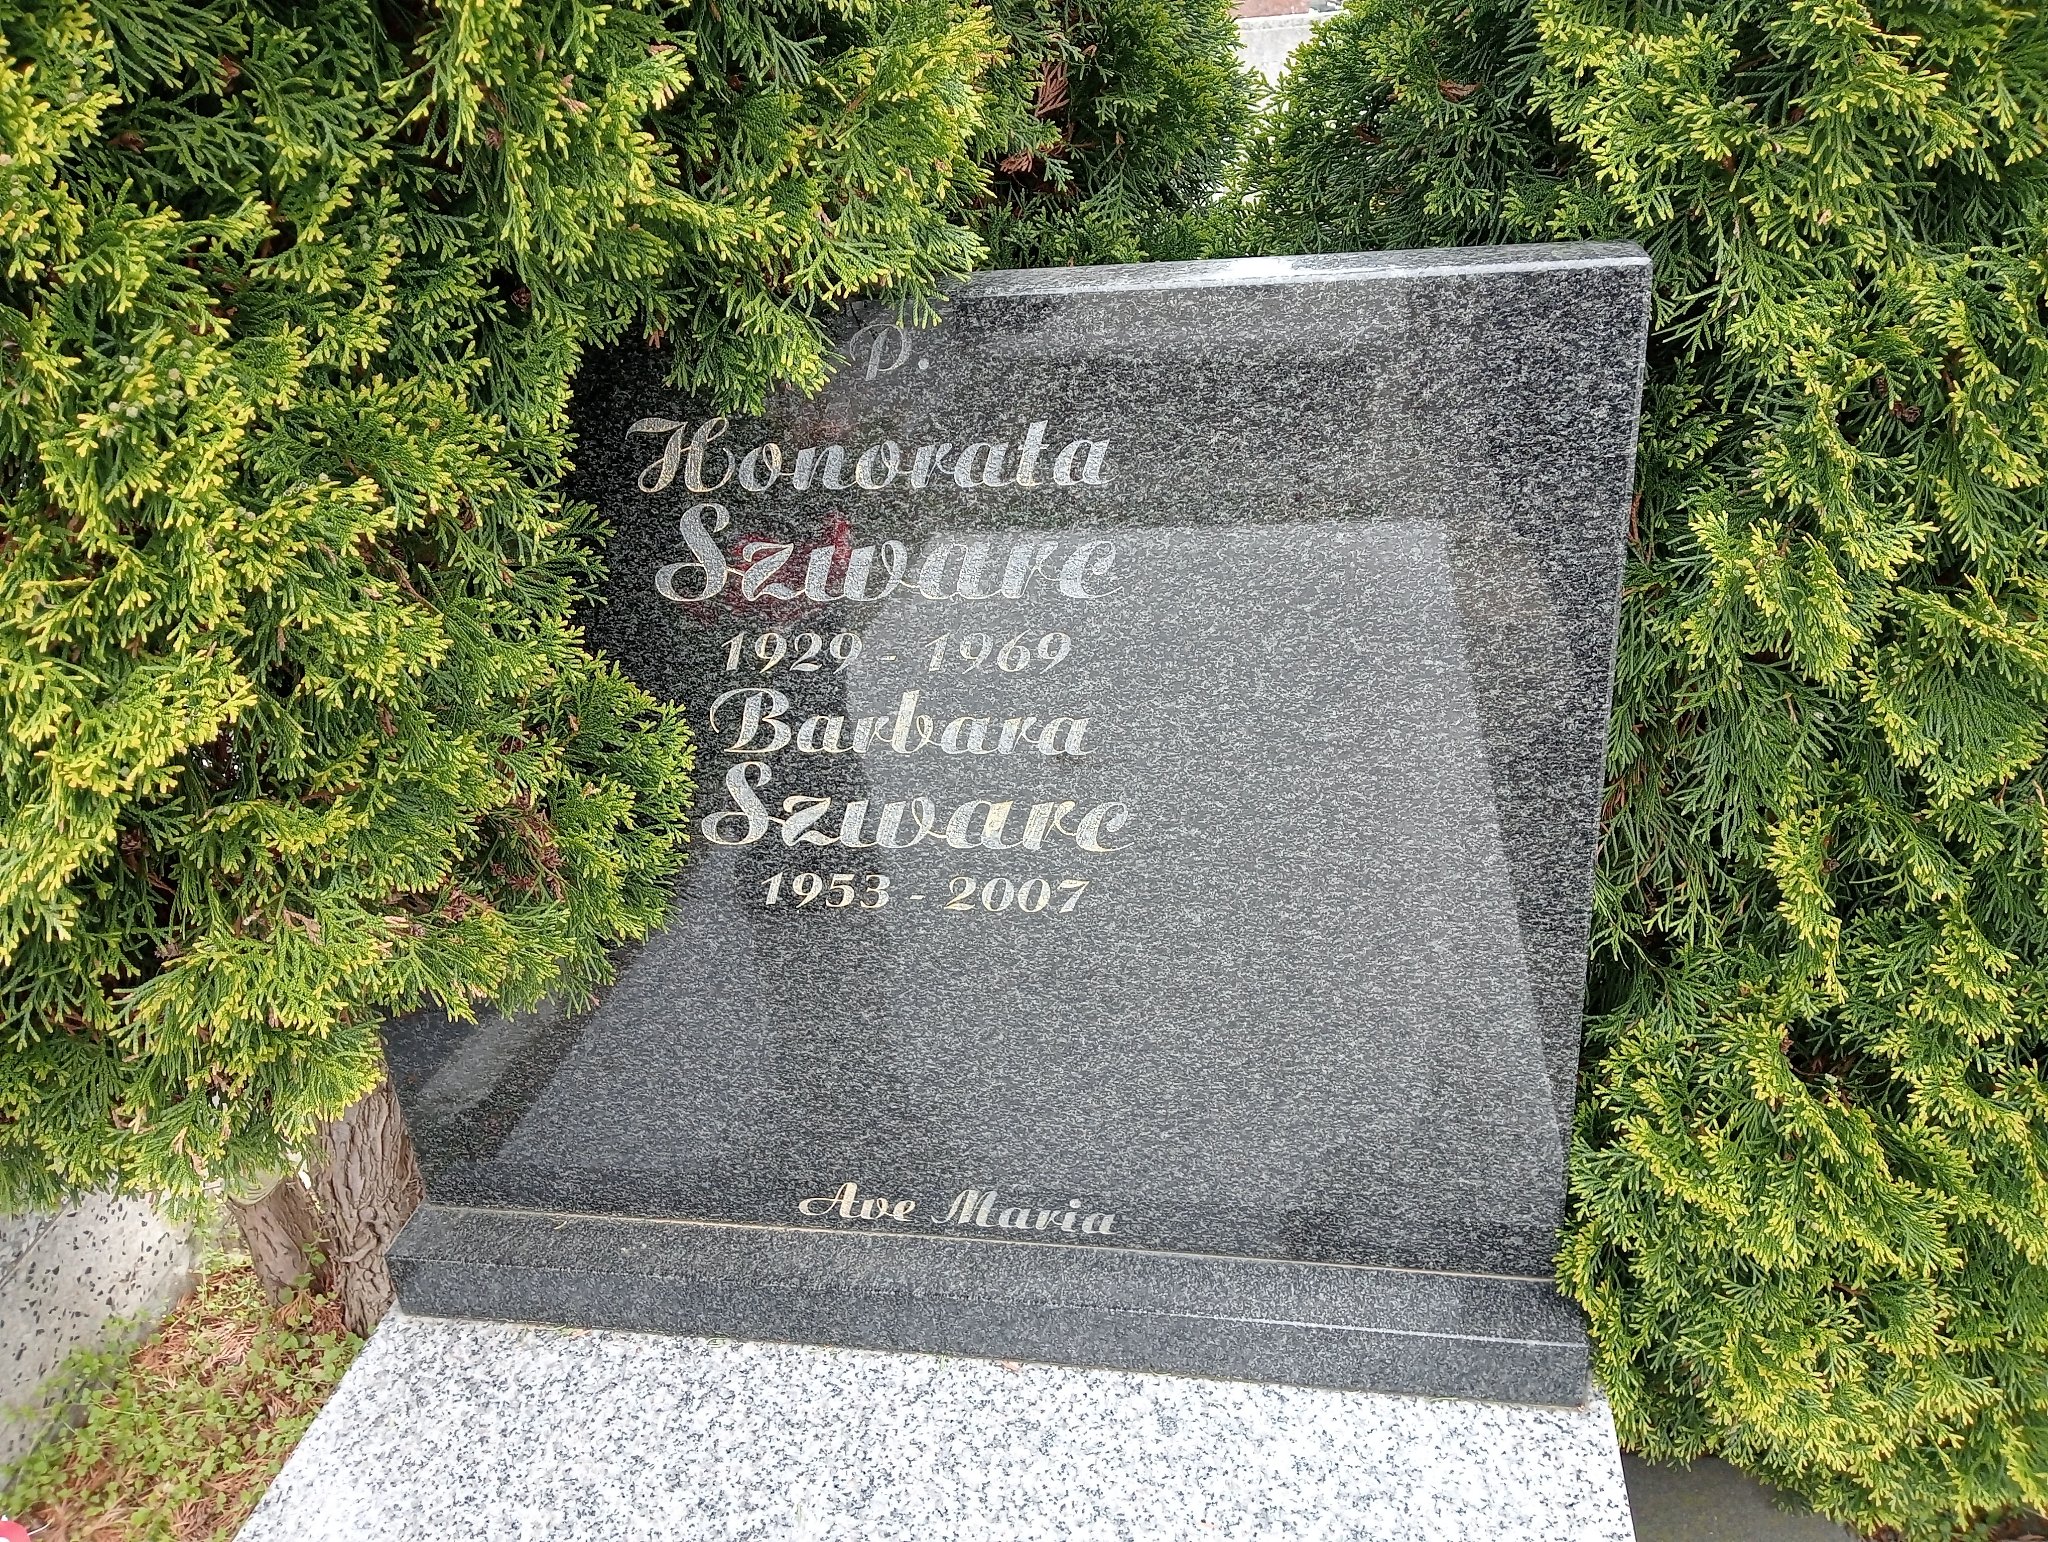 P.
Honorata
Szwarc
1929 - 1969
Barbara
Szwarc
1953 - 2007
Ave Maria